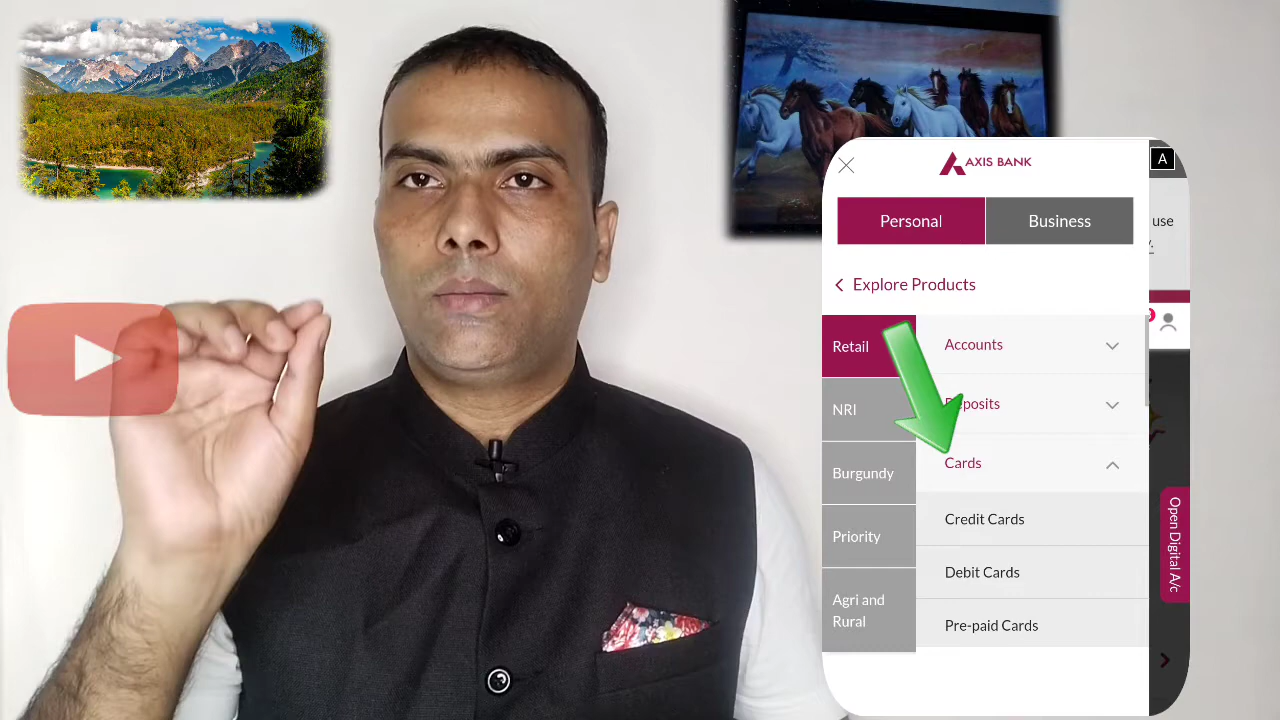 AXIS BANK
A
Personal
Business
use
Explore Products
Retail
Accounts
NRI
Deposits
Burgundy
Cards
Priority
Credit Cards
Agri and
Rural
Debit Cards
Pre-paid Cards
Open Digital A/c